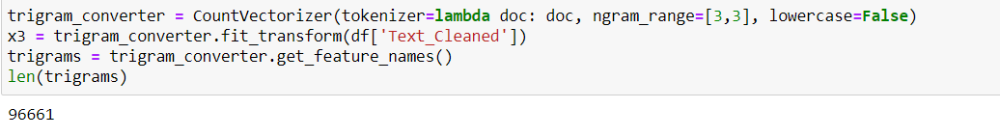 trigram_converter = CountVectorizer(tokenizer=lambda doc: doc, ngram_range=[3,3], lowercase=False)
x3 = trigram_converter.fit_transform(df['Text_Cleaned'])
trigrams = trigram_converter.get_feature_names()
len(trigrams)
96661